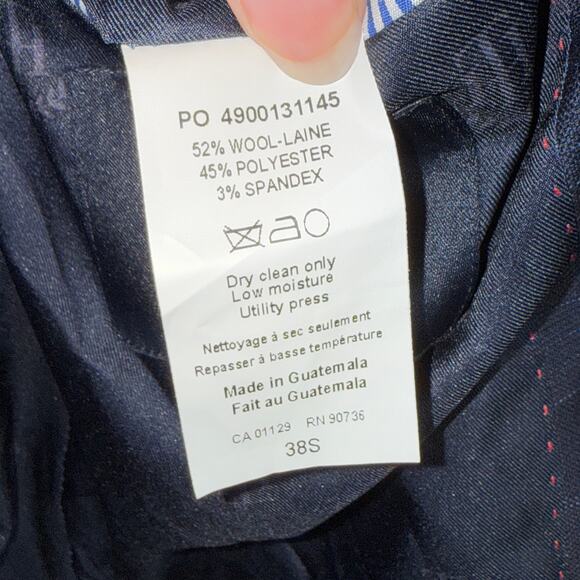 PO 4900131145
52% WOOL-LAINE
45% POLYESTER
3% SPANDEX
Dry clean only
Low moisture
Utility press
Nettoyage à sec seulement
Repasser à basse température
Made in Guatemala
Fait au Guatemala
CA 01129 RN 90736
38S